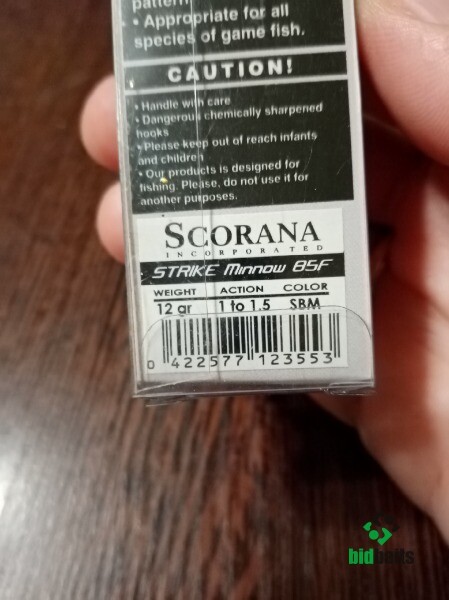 pattern
• Appropriate for all
species of game fish.
CAUTION!
• Handle with care
• Dangerous chemically sharpened
hooks
• Please keep out of reach infants
and children
• Our products is designed for
fishing. Please, do not use it for
another purposes.
SCORANA
INCORPORATED
STRIKE Minnow 85F
WEIGHT ACTION COLOR
12 gr 1 to 1.5 SBM
0 422577 123553
bidbaits